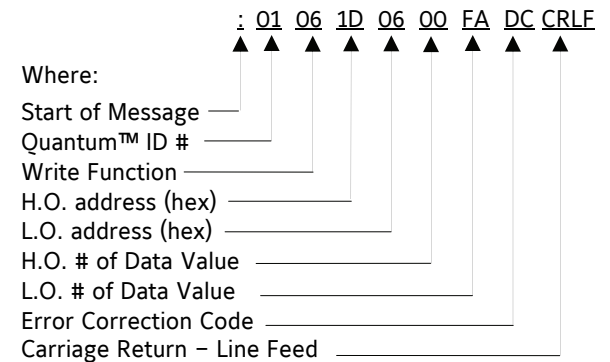 : 01 06 1D 06 00 FA DC CRLF
Where:
Start of Message
Quantum™ ID #
Write Function
H.O. address (hex)
L.O. address (hex)
H.O. # of Data Value
L.O. # of Data Value
Error Correction Code
Carriage Return – Line Feed